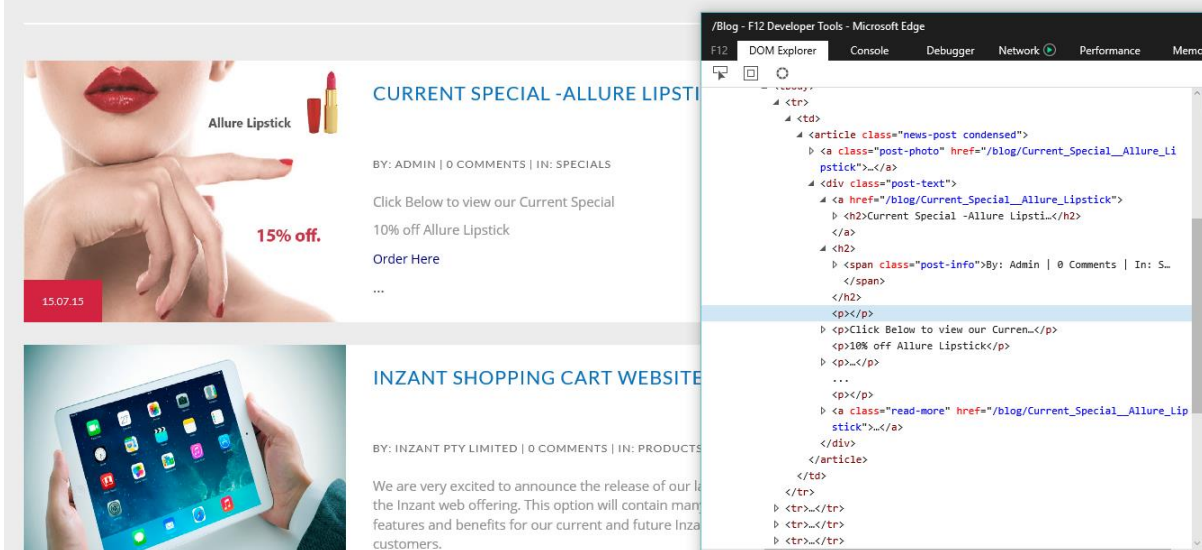 Allure Lipstick
15% off.
15.07.15
CURRENT SPECIAL -ALLURE LIPSTI
BY: ADMIN | 0 COMMENTS | IN: SPECIALS
Click Below to view our Current Special
10% off Allure Lipstick
Order Here
...
INZANT SHOPPING CART WEBSITE
BY: INZANT PTY LIMITED | 0 COMMENTS | IN: PRODUCTS
We are very excited to announce the release of our la
the Inzant web offering. This option will contain many
features and benefits for our current and future Inza
customers.
/Blog - F12 Developer Tools - Microsoft Edge
F12 DOM Explorer Console Debugger Network Performance Memo
<tbody>
<tr>
<td>
<article class="news-post condensed">
<a class="post-photo" href="/blog/Current_Special__Allure_Li
pstick">…</a>
<div class="post-text">
<a href="/blog/Current_Special__Allure_Lipstick">
<h2>Current Special -Allure Lipsti…</h2>
</a>
<h2>
<span class="post-info">By: Admin | 0 Comments | In: S…
</span>
</h2>
<p></p>
<p>Click Below to view our Curren…</p>
<p>10% off Allure Lipstick</p>
<p>…</p>
...
<p></p>
<a class="read-more" href="/blog/Current_Special__Allure_Lip
stick">…</a>
</div>
</article>
</td>
</tr>
<tr>…</tr>
<tr>…</tr>
<tr>…</tr>